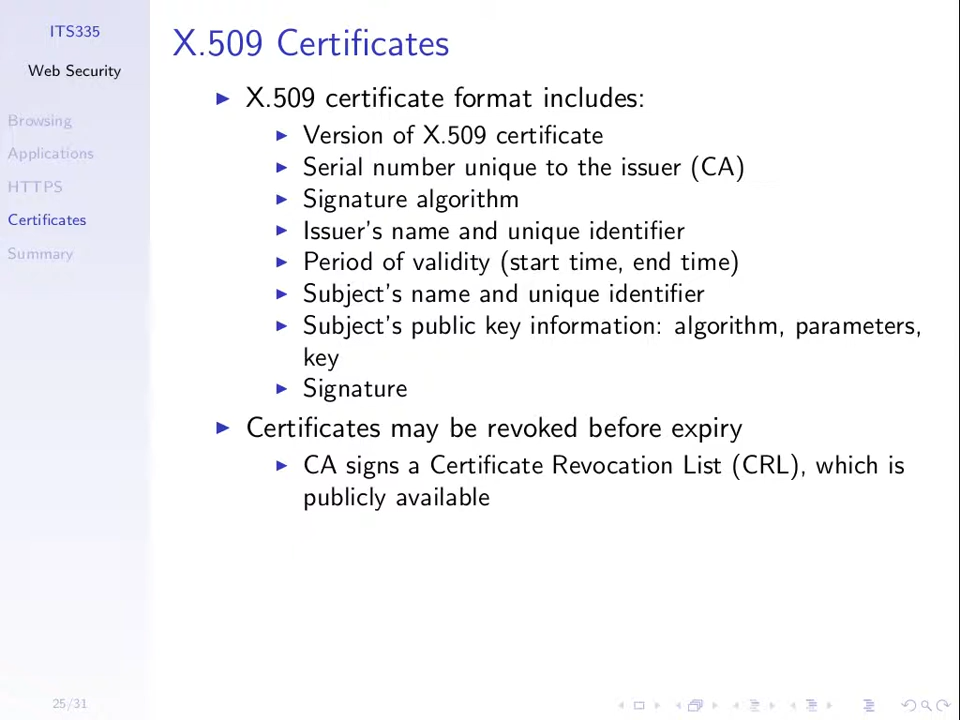 ITS335
Web Security
Browsing
Applications
HTTPS
Certificates
Summary
X.509 Certificates
X.509 certificate format includes:
Version of X.509 certificate
Serial number unique to the issuer (CA)
Signature algorithm
Issuer's name and unique identifier
Period of validity (start time, end time)
Subject's name and unique identifier
Subject's public key information: algorithm, parameters,
key
Signature
Certificates may be revoked before expiry
CA signs a Certificate Revocation List (CRL), which is
publicly available
25/31